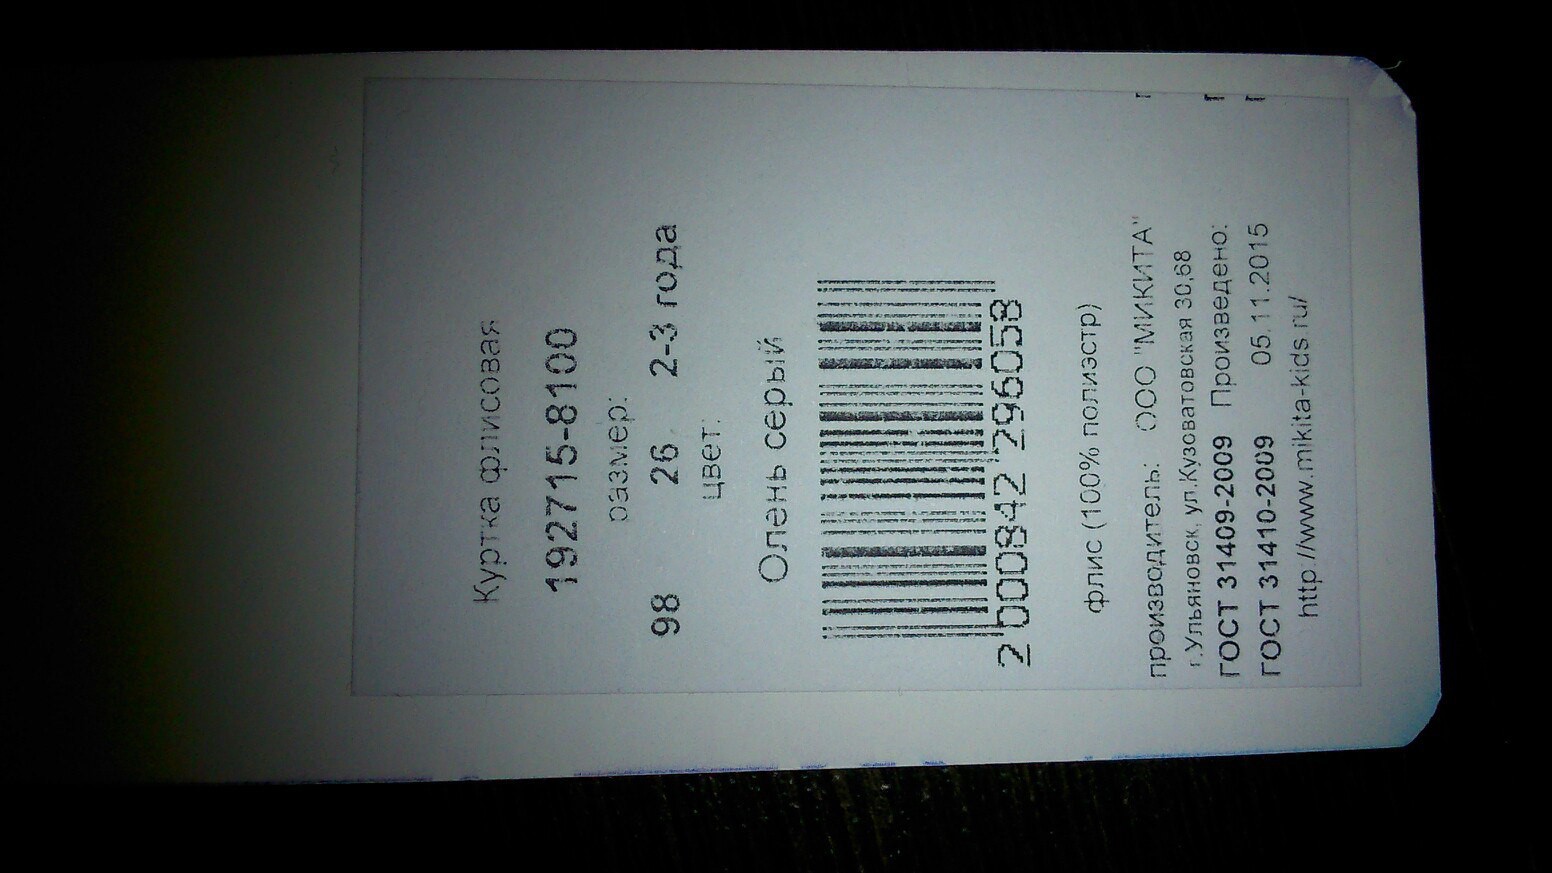 Куртка флисовая
192715-8100
размер:
98 26 2-3 года
цвет:
Олень серый
2 000842 296058
флис (100% полиэстр)
производитель: ООО "МИКИТА"
г.Ульяновск, ул.Кузоватовская 30,68
ГОСТ 31409-2009 Произведено:
ГОСТ 31410-2009 05.11.2015
http://www.mikita-kids.ru/